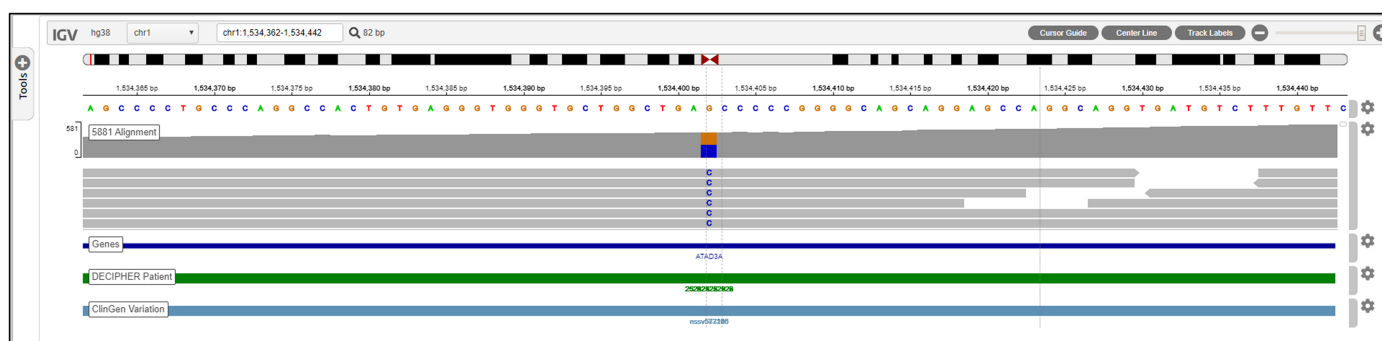 Tools
IGV hg38 chr1 chr1:1,534,362-1,534,442 82 bp Cursor Guide Center Line Track Labels
1,534,365 bp 1,534,370 bp 1,534,375 bp 1,534,380 bp 1,534,385 bp 1,534,390 bp 1,534,395 bp 1,534,400 bp 1,534,405 bp 1,534,410 bp 1,534,415 bp 1,534,420 bp 1,534,425 bp 1,534,430 bp 1,534,435 bp 1,534,440 bp
A G C C C C T G C C C A G G C C A C T G T G A G G G T G G G T G C T G G C T G A G C C C C C G G G G C A G C A G G A G C C A G G C A G G T G A T G T C T T T G T T C
581
5881 Alignment
0
C
C
C
C
C
C
Genes
ATAD3A
DECIPHER Patient
ClinGen Variation